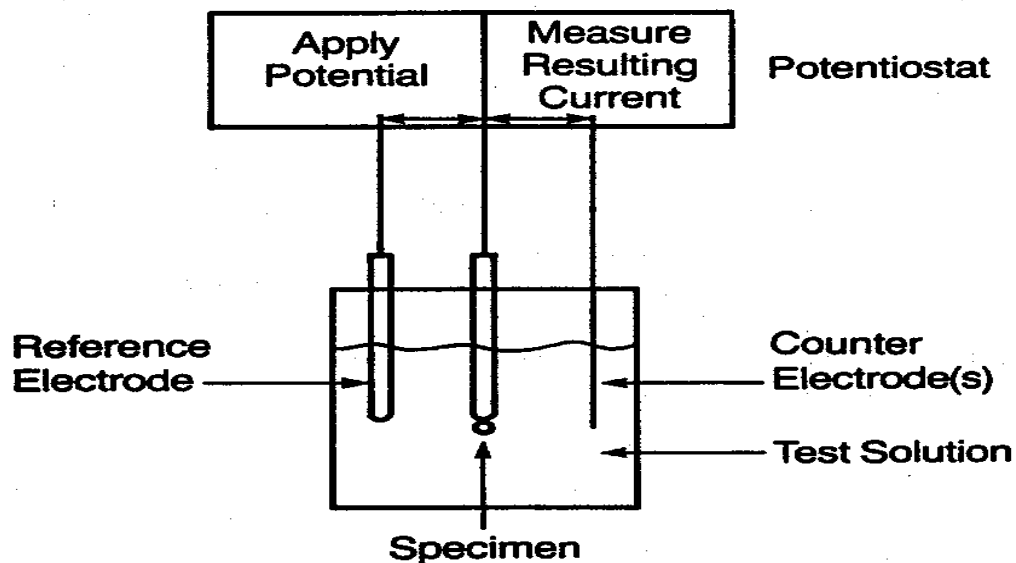 Apply
Potential
Measure
Resulting
Current
Potentiostat
Reference
Electrode
Counter
Electrode(s)
Test Solution
Specimen